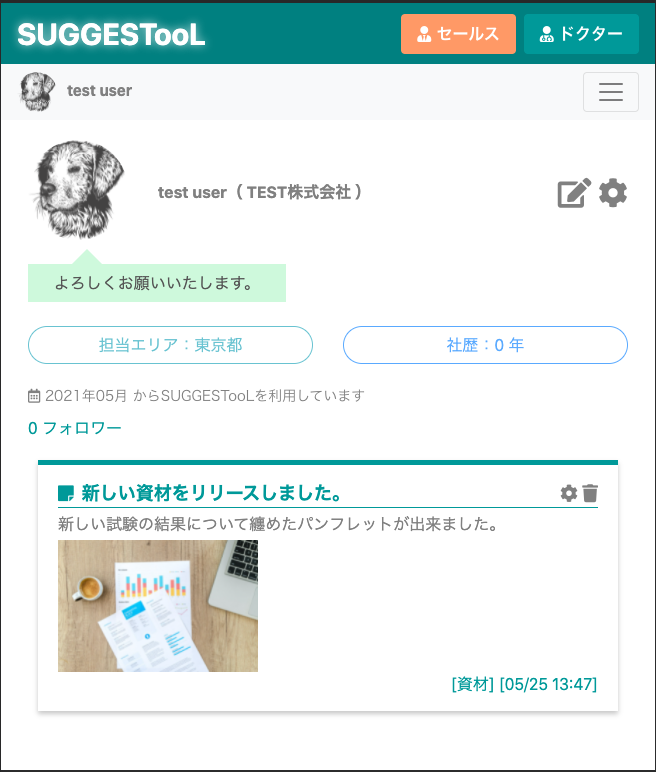 SUGGESTooL
セールス
ドクター
test user
test user（ TEST株式会社 ）
よろしくお願いいたします。
担当エリア：東京都
社歴：0 年
2021年05月 からSUGGESTooLを利用しています
0 フォロワー
新しい資材をリリースしました。
新しい試験の結果について纏めたパンフレットが出来ました。
[資材] [05/25 13:47]